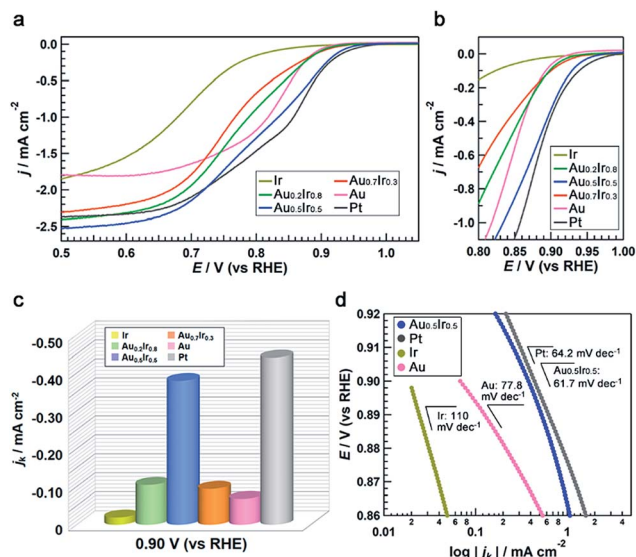 a
0.0
-0.5
-1.0
-1.5
-2.0
-2.5
j / mA cm⁻²
Ir
Au0.2Ir0.8
Au0.5Ir0.5
Au0.7Ir0.3
Au
Pt
0.5 0.6 0.7 0.8 0.9 1.0
E / V (vs RHE)
b
0.0
-0.2
-0.4
-0.6
-0.8
-1.0
j / mA cm⁻²
Ir
Au0.2Ir0.8
Au0.5Ir0.5
Au0.7Ir0.3
Au
Pt
0.80 0.85 0.90 0.95 1.00
E / V (vs RHE)
c
Ir
Au0.2Ir0.8
Au0.5Ir0.5
Au0.7Ir0.3
Au
Pt
-0.50
-0.40
-0.30
-0.20
-0.10
0
jk / mA cm⁻²
0.90 V (vs RHE)
d
0.92
0.91
0.90
0.89
0.88
0.87
0.86
E / V (vs RHE)
Au0.5Ir0.5
Pt
Ir
Au
Pt: 64.2 mV dec⁻¹
Au0.5Ir0.5:
61.7 mV dec⁻¹
Au: 77.8
mV dec⁻¹
Ir: 110
mV dec⁻¹
2 4 6 8 0.1 2 4 6 8 1 2 4
log | jk | / mA cm⁻²